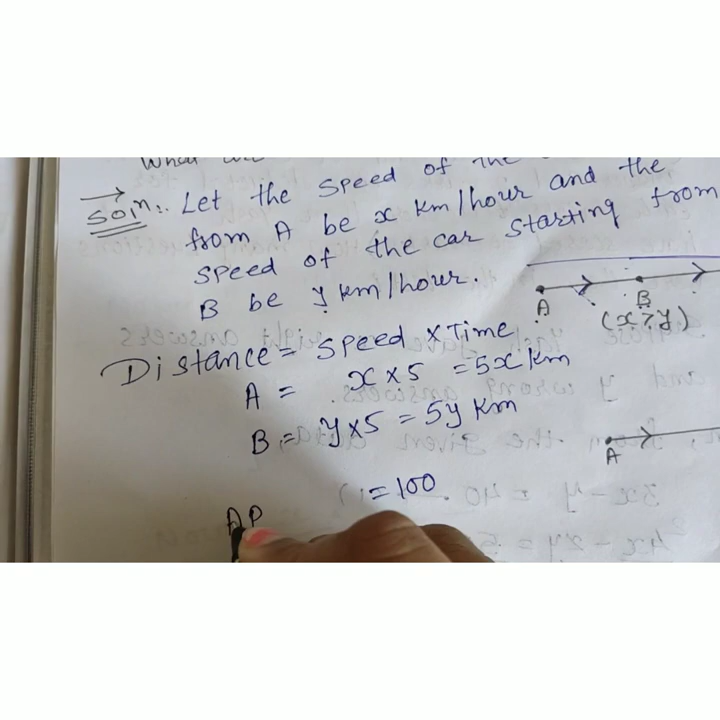 Speed of the
Soln:. Let the
from A be x Km/hour and the
speed of the car starting from
B be y km/hour.
A
B
(x>y)
Distance = Speed × Time
A = x × 5 = 5x km
B = y × 5 = 5y Km
A
= 100
AP